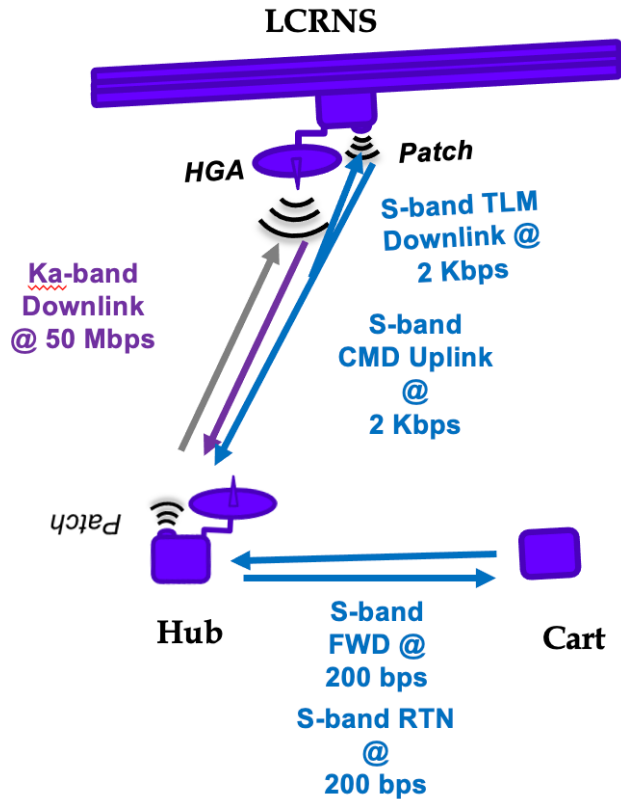 LCRNS
HGA
Patch
S-band TLM
Downlink @
2 Kbps
Ka-band
Downlink
@ 50 Mbps
S-band
CMD Uplink
@
2 Kbps
Patch
Hub
Cart
S-band
FWD @
200 bps
S-band RTN
@
200 bps